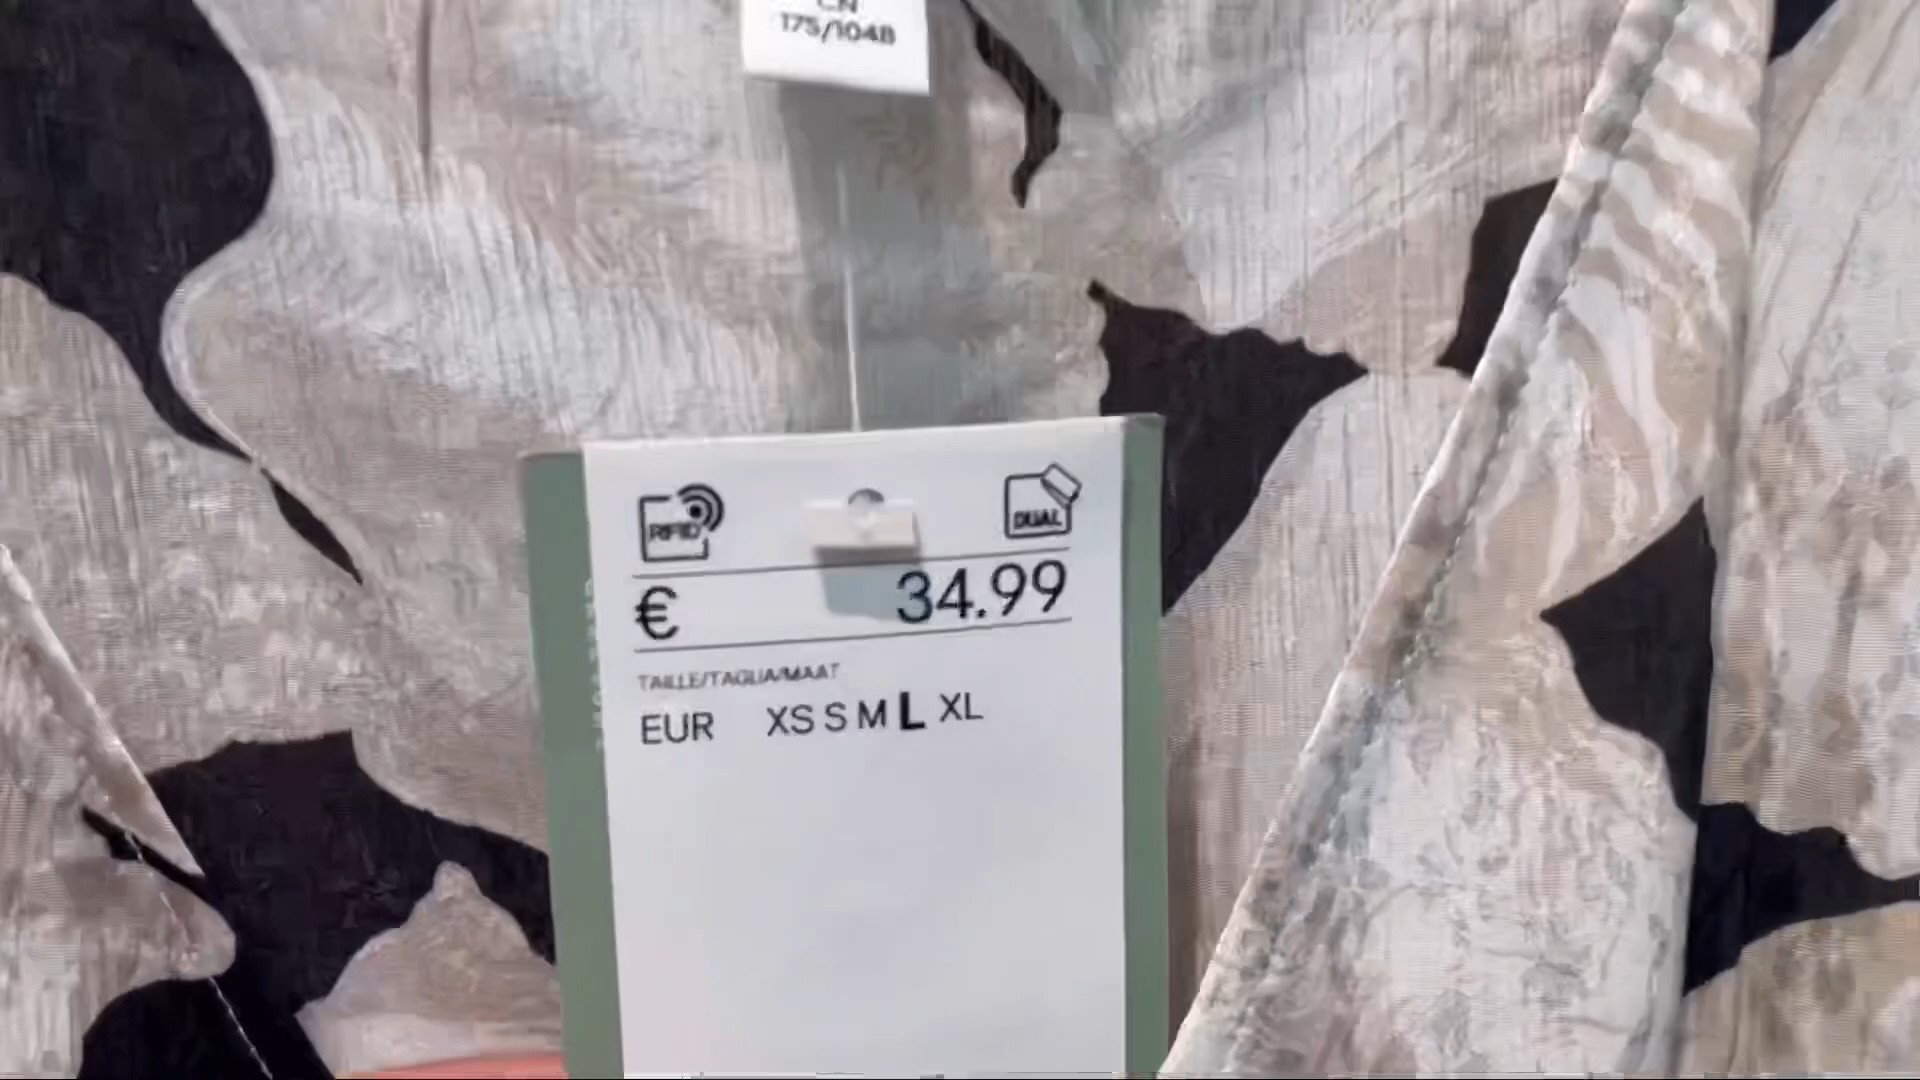 CN
175/104B
RFID
DUAL
€ 34.99
TAILLE/TAGLIA/MAAT
EUR XS S M L XL